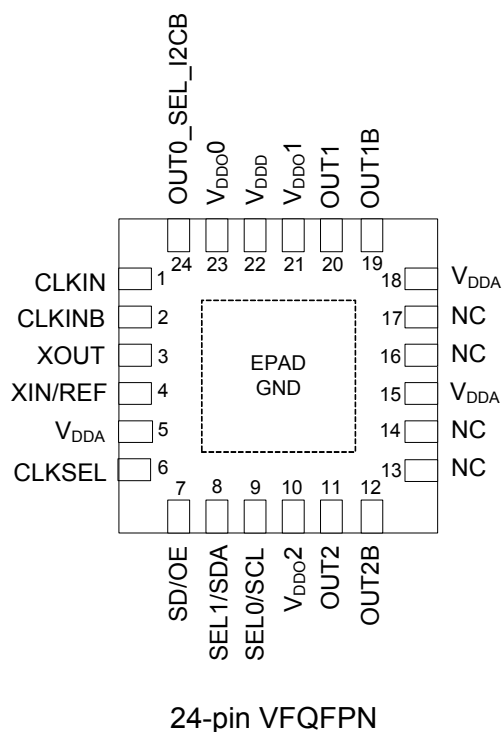 OUT0_SEL_I2CB
VDDO0
VDDD
VDDO1
OUT1
OUT1B
24
23
22
21
20
19
CLKIN
1
CLKINB
2
XOUT
3
XIN/REF
4
VDDA
5
CLKSEL
6
EPAD
GND
18
VDDA
17
NC
16
NC
15
VDDA
14
NC
13
NC
7
8
9
10
11
12
SD/OE
SEL1/SDA
SEL0/SCL
VDDO2
OUT2
OUT2B
24-pin VFQFPN